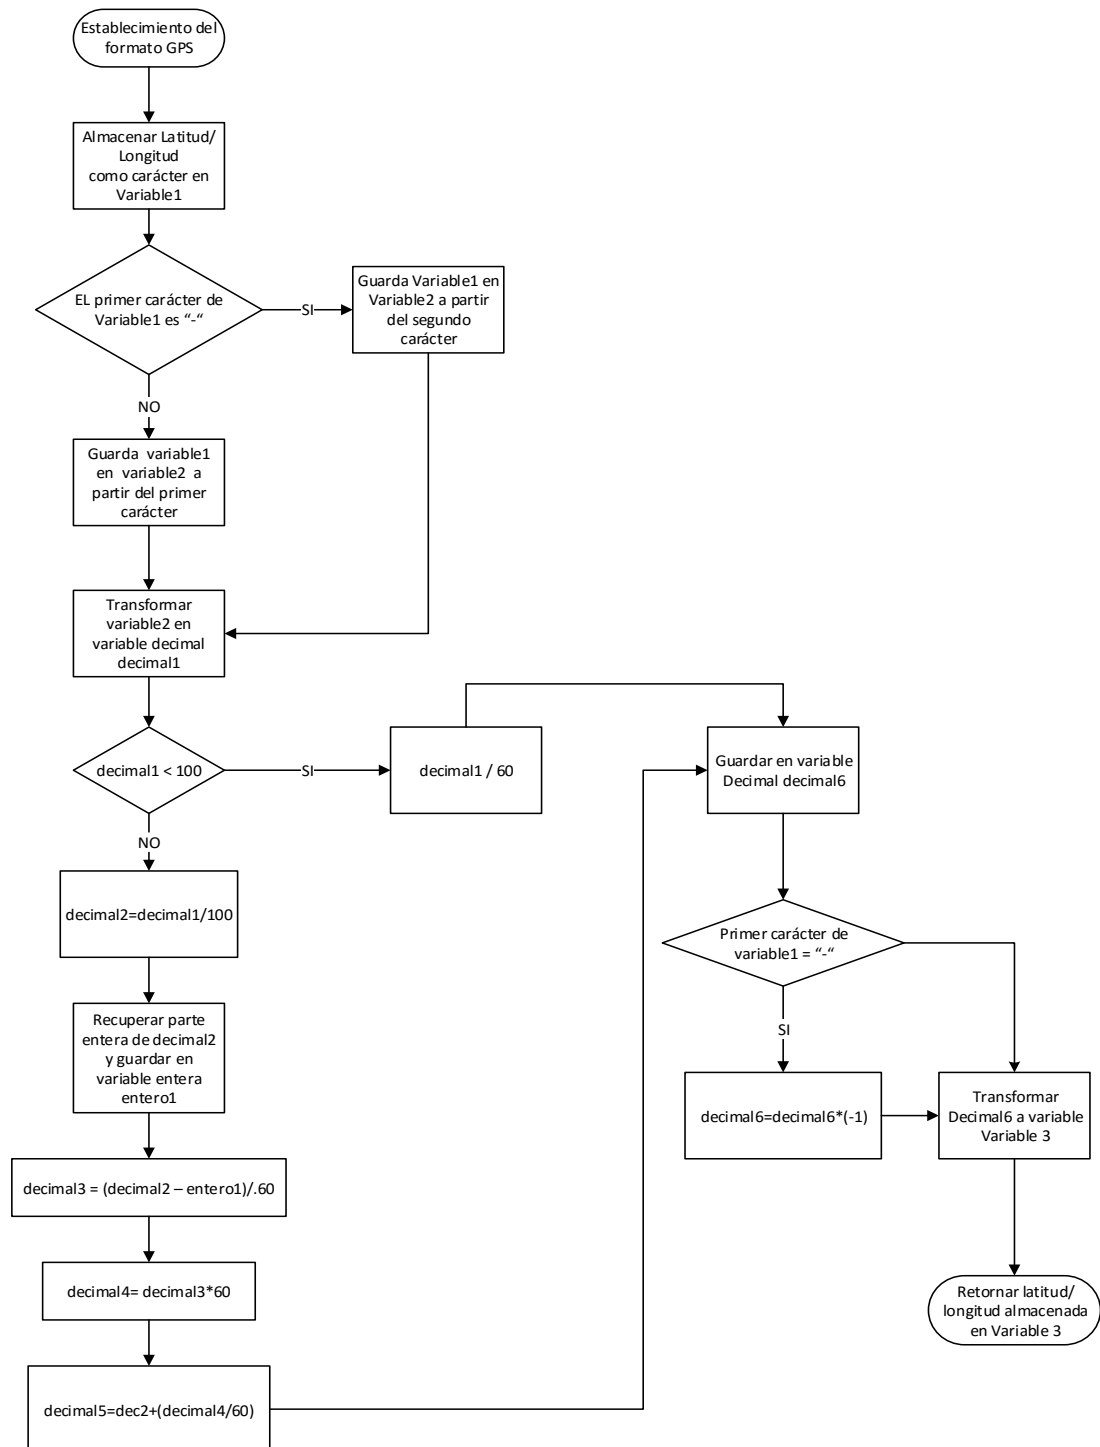 Establecimiento del
formato GPS
Almacenar Latitud/
Longitud
como carácter en
Variable1
EL primer carácter de
Variable1 es “-“
SI
Guarda Variable1 en
Variable2 a partir
del segundo
carácter
NO
Guarda variable1
en variable2 a
partir del primer
carácter
Transformar
variable2 en
variable decimal
decimal1
decimal1 < 100
SI
decimal1 / 60
Guardar en variable
Decimal decimal6
NO
decimal2=decimal1/100
Primer carácter de
variable1 = “-“
SI
Recuperar parte
entera de decimal2
y guardar en
variable entera
entero1
decimal6=decimal6*(-1)
Transformar
Decimal6 a variable
Variable 3
decimal3 = (decimal2 – entero1)/.60
decimal4= decimal3*60
Retornar latitud/
longitud almacenada
en Variable 3
decimal5=dec2+(decimal4/60)